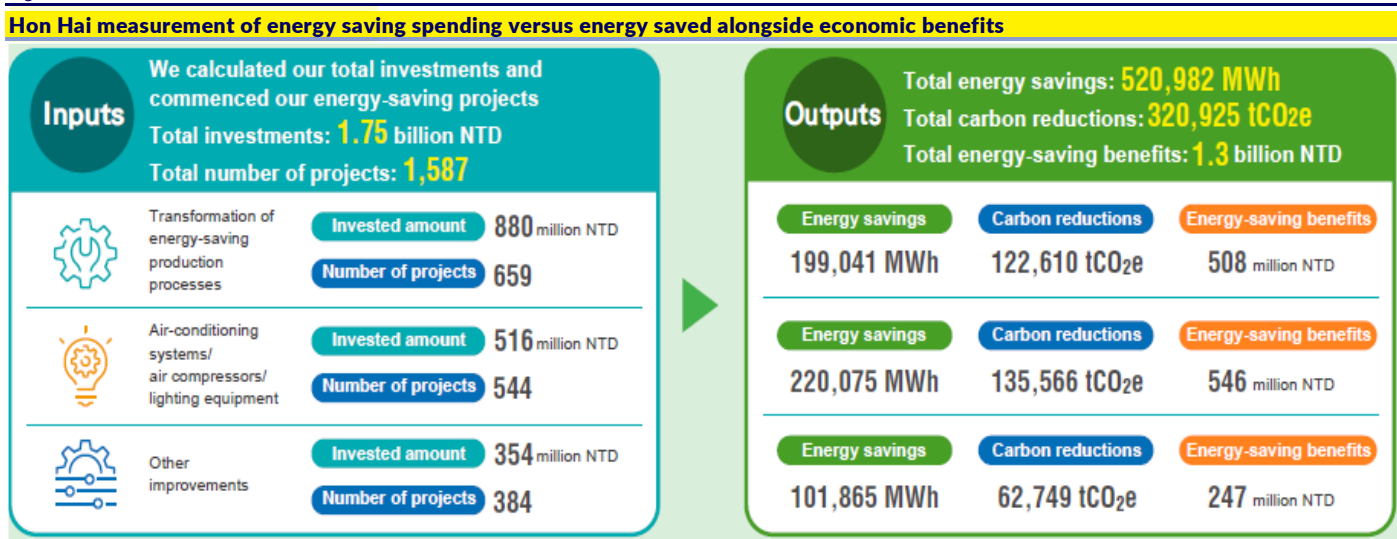 Hon Hai measurement of energy saving spending versus energy saved alongside economic benefits
Inputs
We calculated our total investments and
commenced our energy-saving projects
Total investments: 1.75 billion NTD
Total number of projects: 1,587
Transformation of
energy-saving
production
processes
Invested amount 880 million NTD
Number of projects 659
Air-conditioning
systems/
air compressors/
lighting equipment
Invested amount 516 million NTD
Number of projects 544
Other
improvements
Invested amount 354 million NTD
Number of projects 384
Outputs
Total energy savings: 520,982 MWh
Total carbon reductions: 320,925 tCO2e
Total energy-saving benefits: 1.3 billion NTD
Energy savings Carbon reductions Energy-saving benefits
199,041 MWh 122,610 tCO2e 508 million NTD
Energy savings Carbon reductions Energy-saving benefits
220,075 MWh 135,566 tCO2e 546 million NTD
Energy savings Carbon reductions Energy-saving benefits
101,865 MWh 62,749 tCO2e 247 million NTD